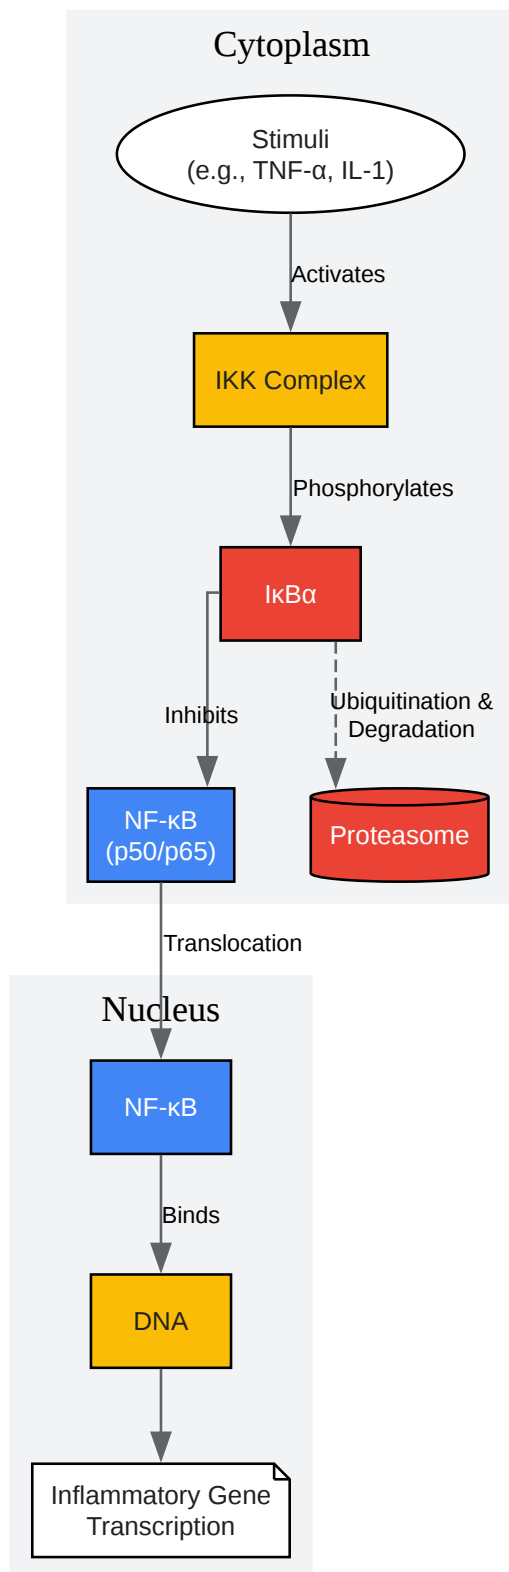 Cytoplasm
Stimuli
(e.g., TNF-α, IL-1)
Activates
IKK Complex
Phosphorylates
IκBα
Inhibits
Ubiquitination &
Degradation
NF-κB
(p50/p65)
Proteasome
Translocation
Nucleus
NF-κB
Binds
DNA
Inflammatory Gene
Transcription